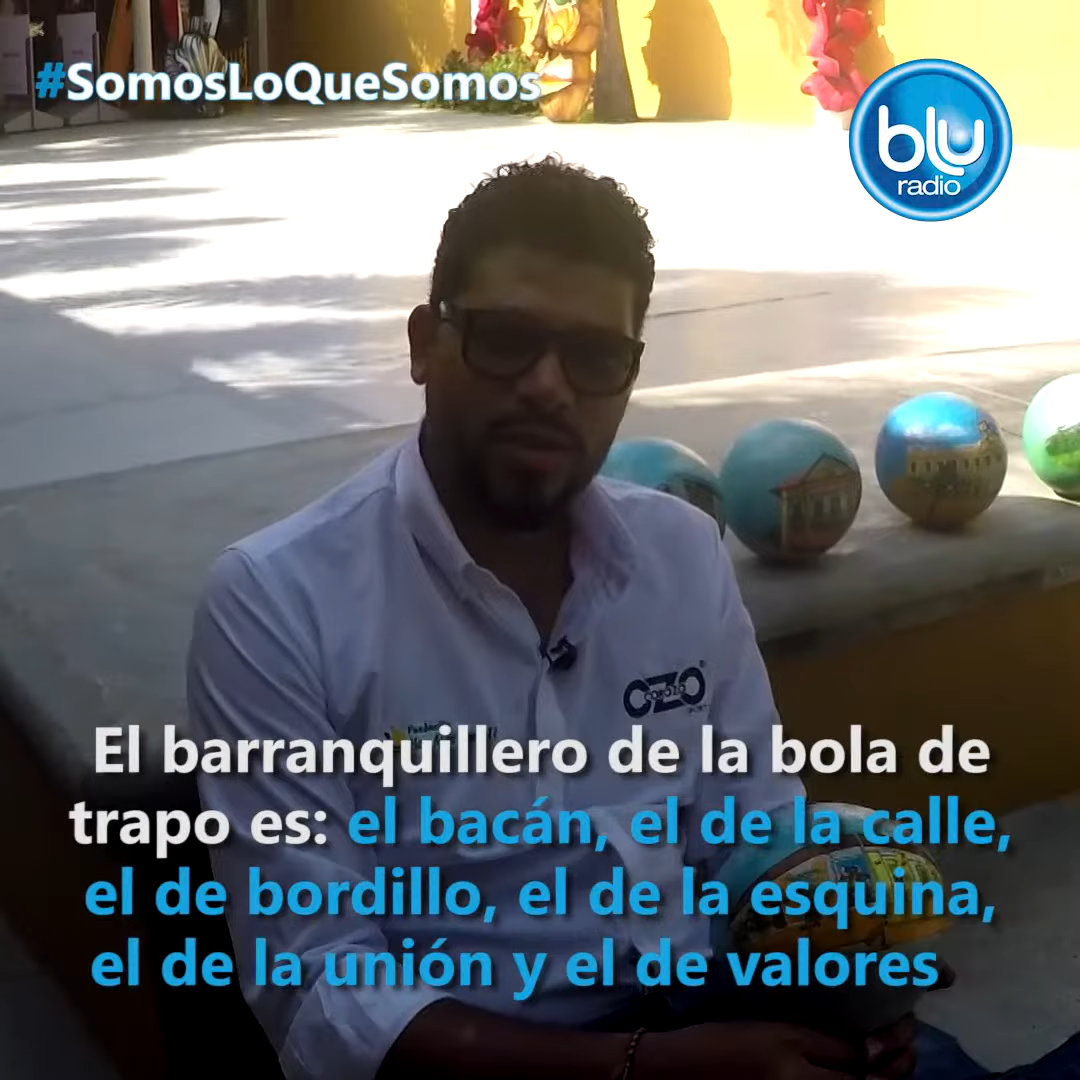 #SomosLoQueSomos
blu
radio
OZO
COROZO
El barranquillero de la bola de
trapo es: el bacán, el de la calle,
el de bordillo, el de la esquina,
el de la unión y el de valores